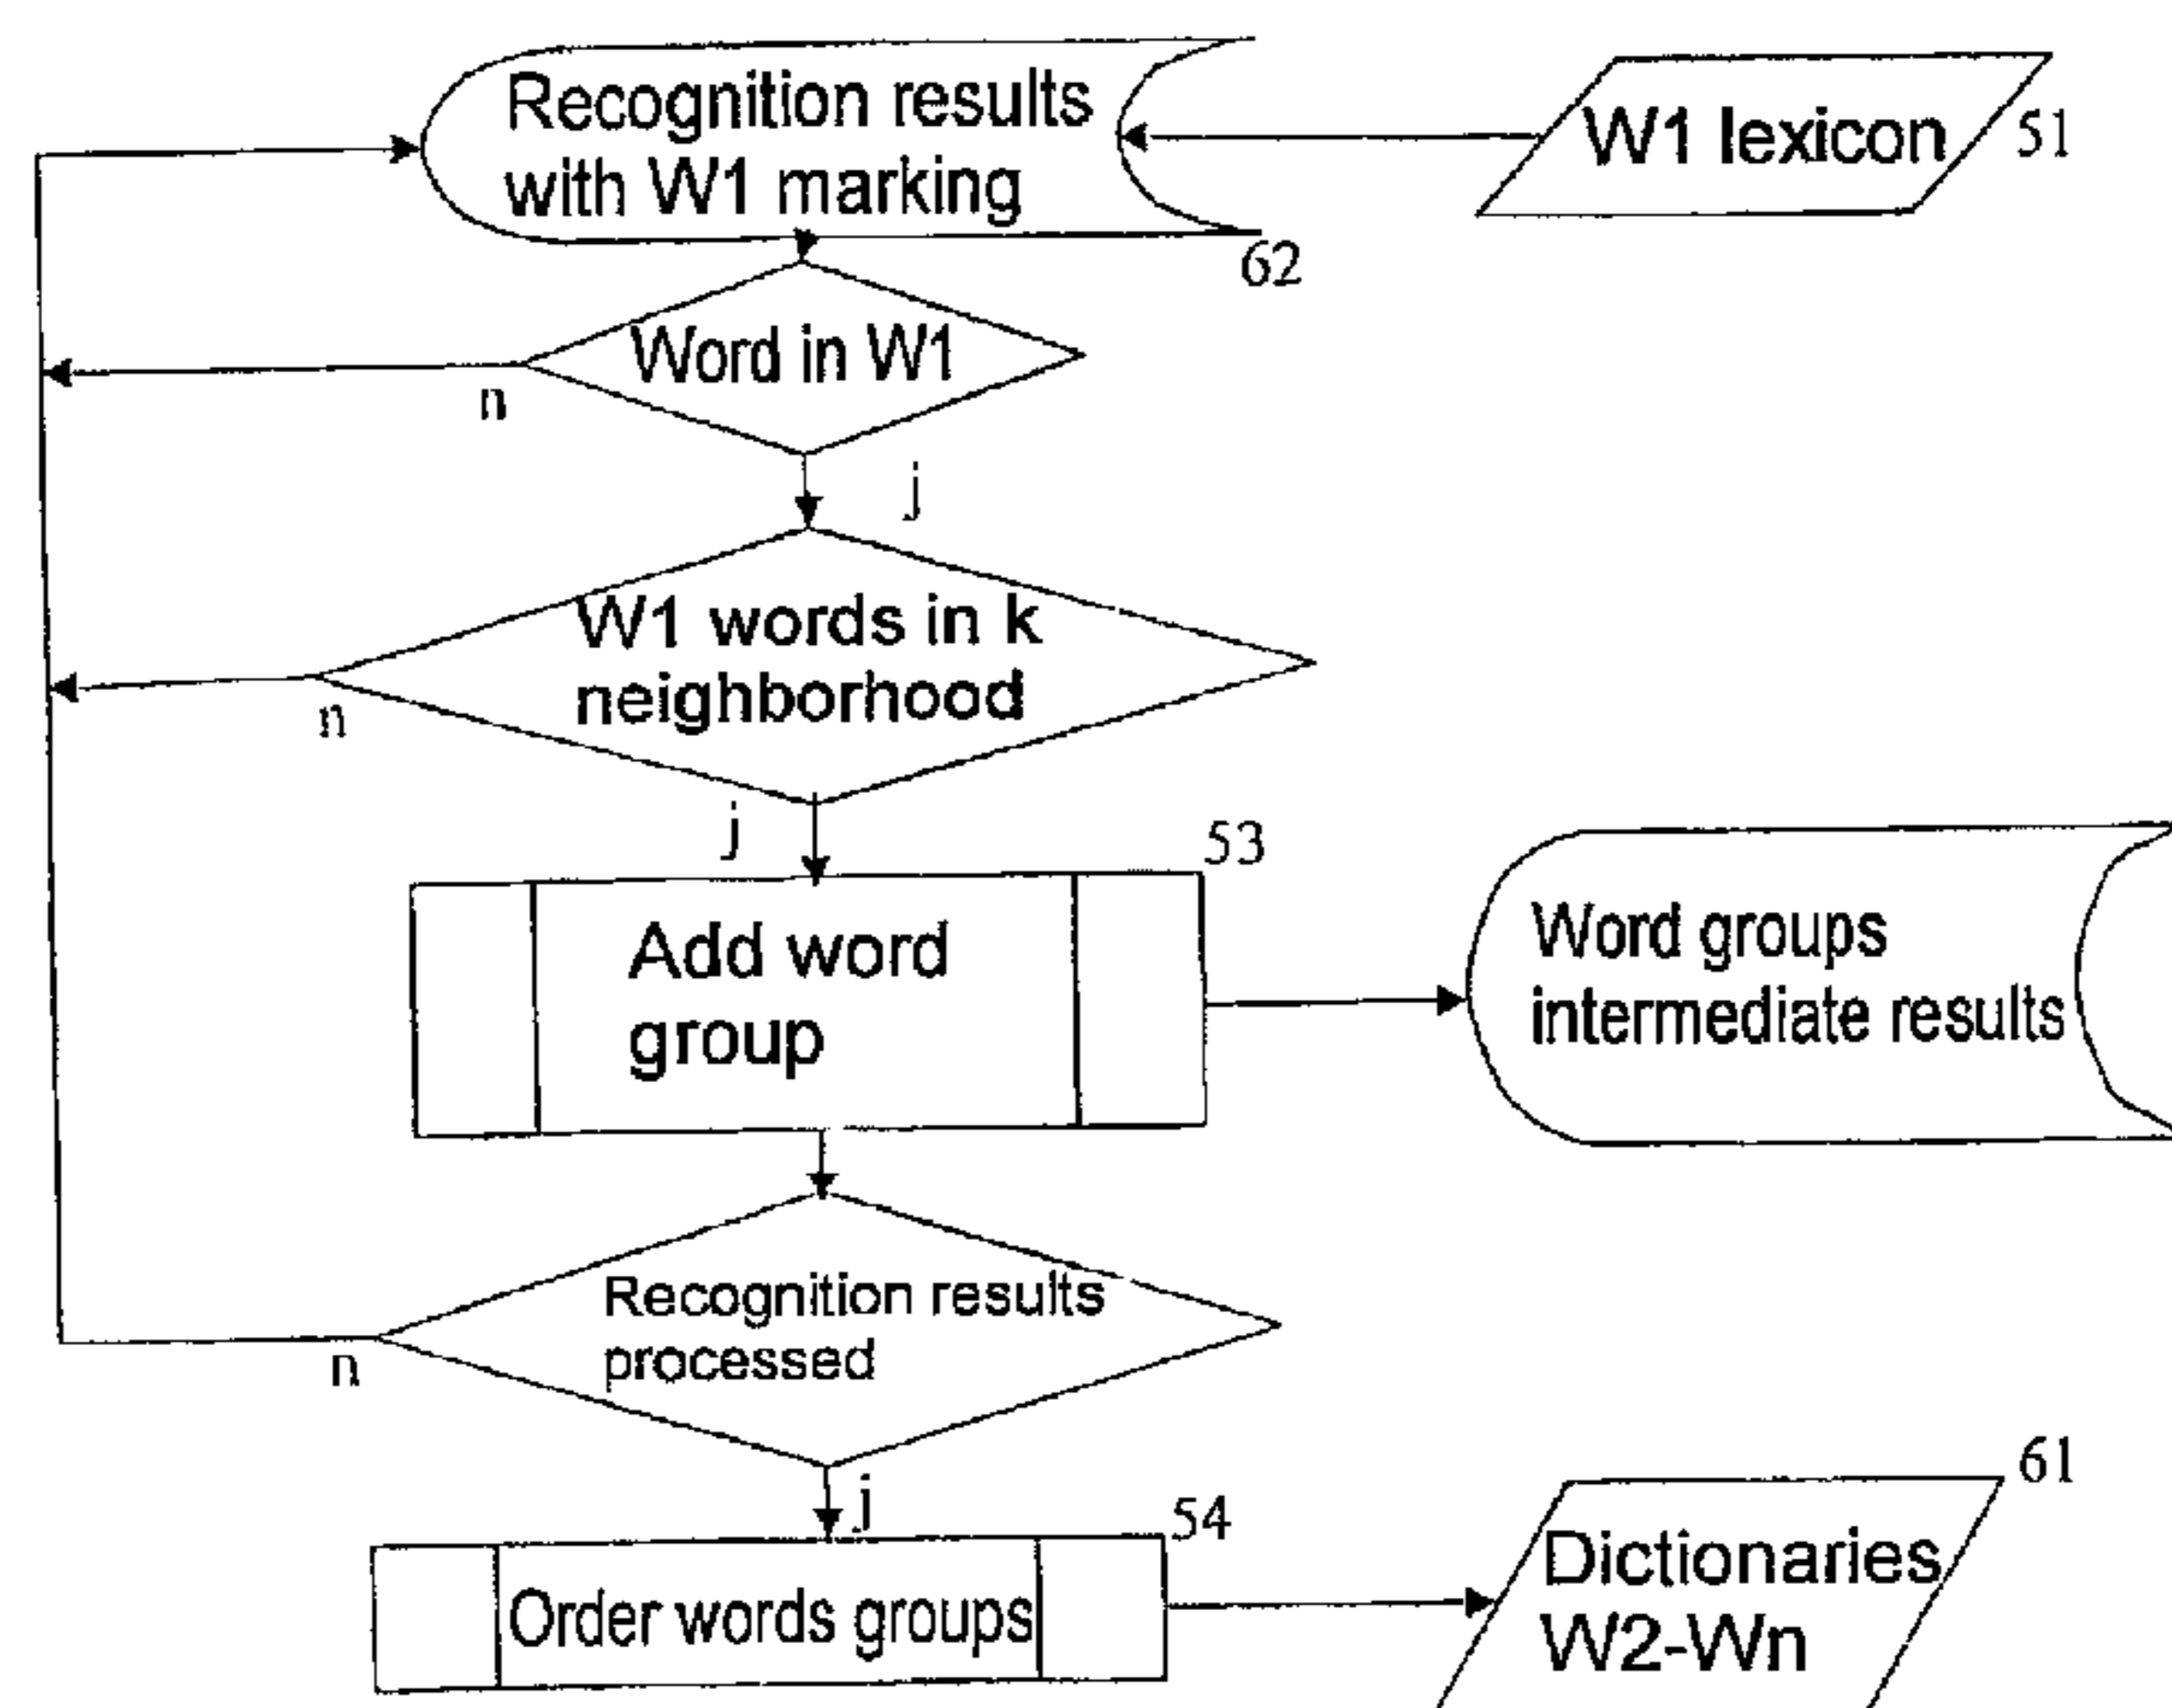 Recognition results
with W1 marking
W1 lexicon
51
62
Word in W1
n
j
W1 words in k
neighborhood
n
j
53
Add word
group
Word groups
intermediate results
Recognition results
processed
n
j
61
54
Order words groups
Dictionaries
W2-Wn